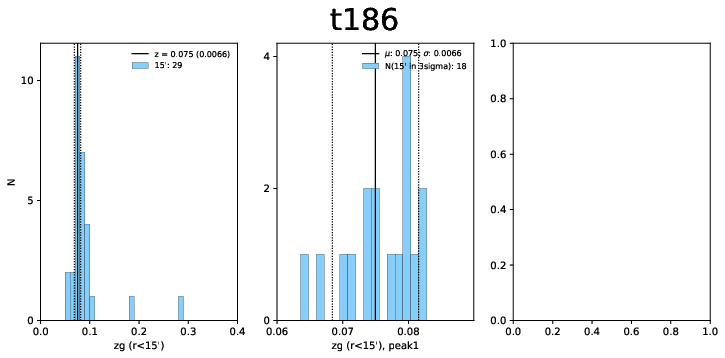 t186
z = 0.075 (0.0066)
15': 29
N
10
5
0
0.0 0.1 0.2 0.3 0.4
zg (r<15')
μ: 0.075; σ: 0.0066
N(15' in 3sigma): 18
4
2
0
0.06 0.07 0.08
zg (r<15'), peak1
1.0
0.8
0.6
0.4
0.2
0.0
0.0 0.2 0.4 0.6 0.8 1.0